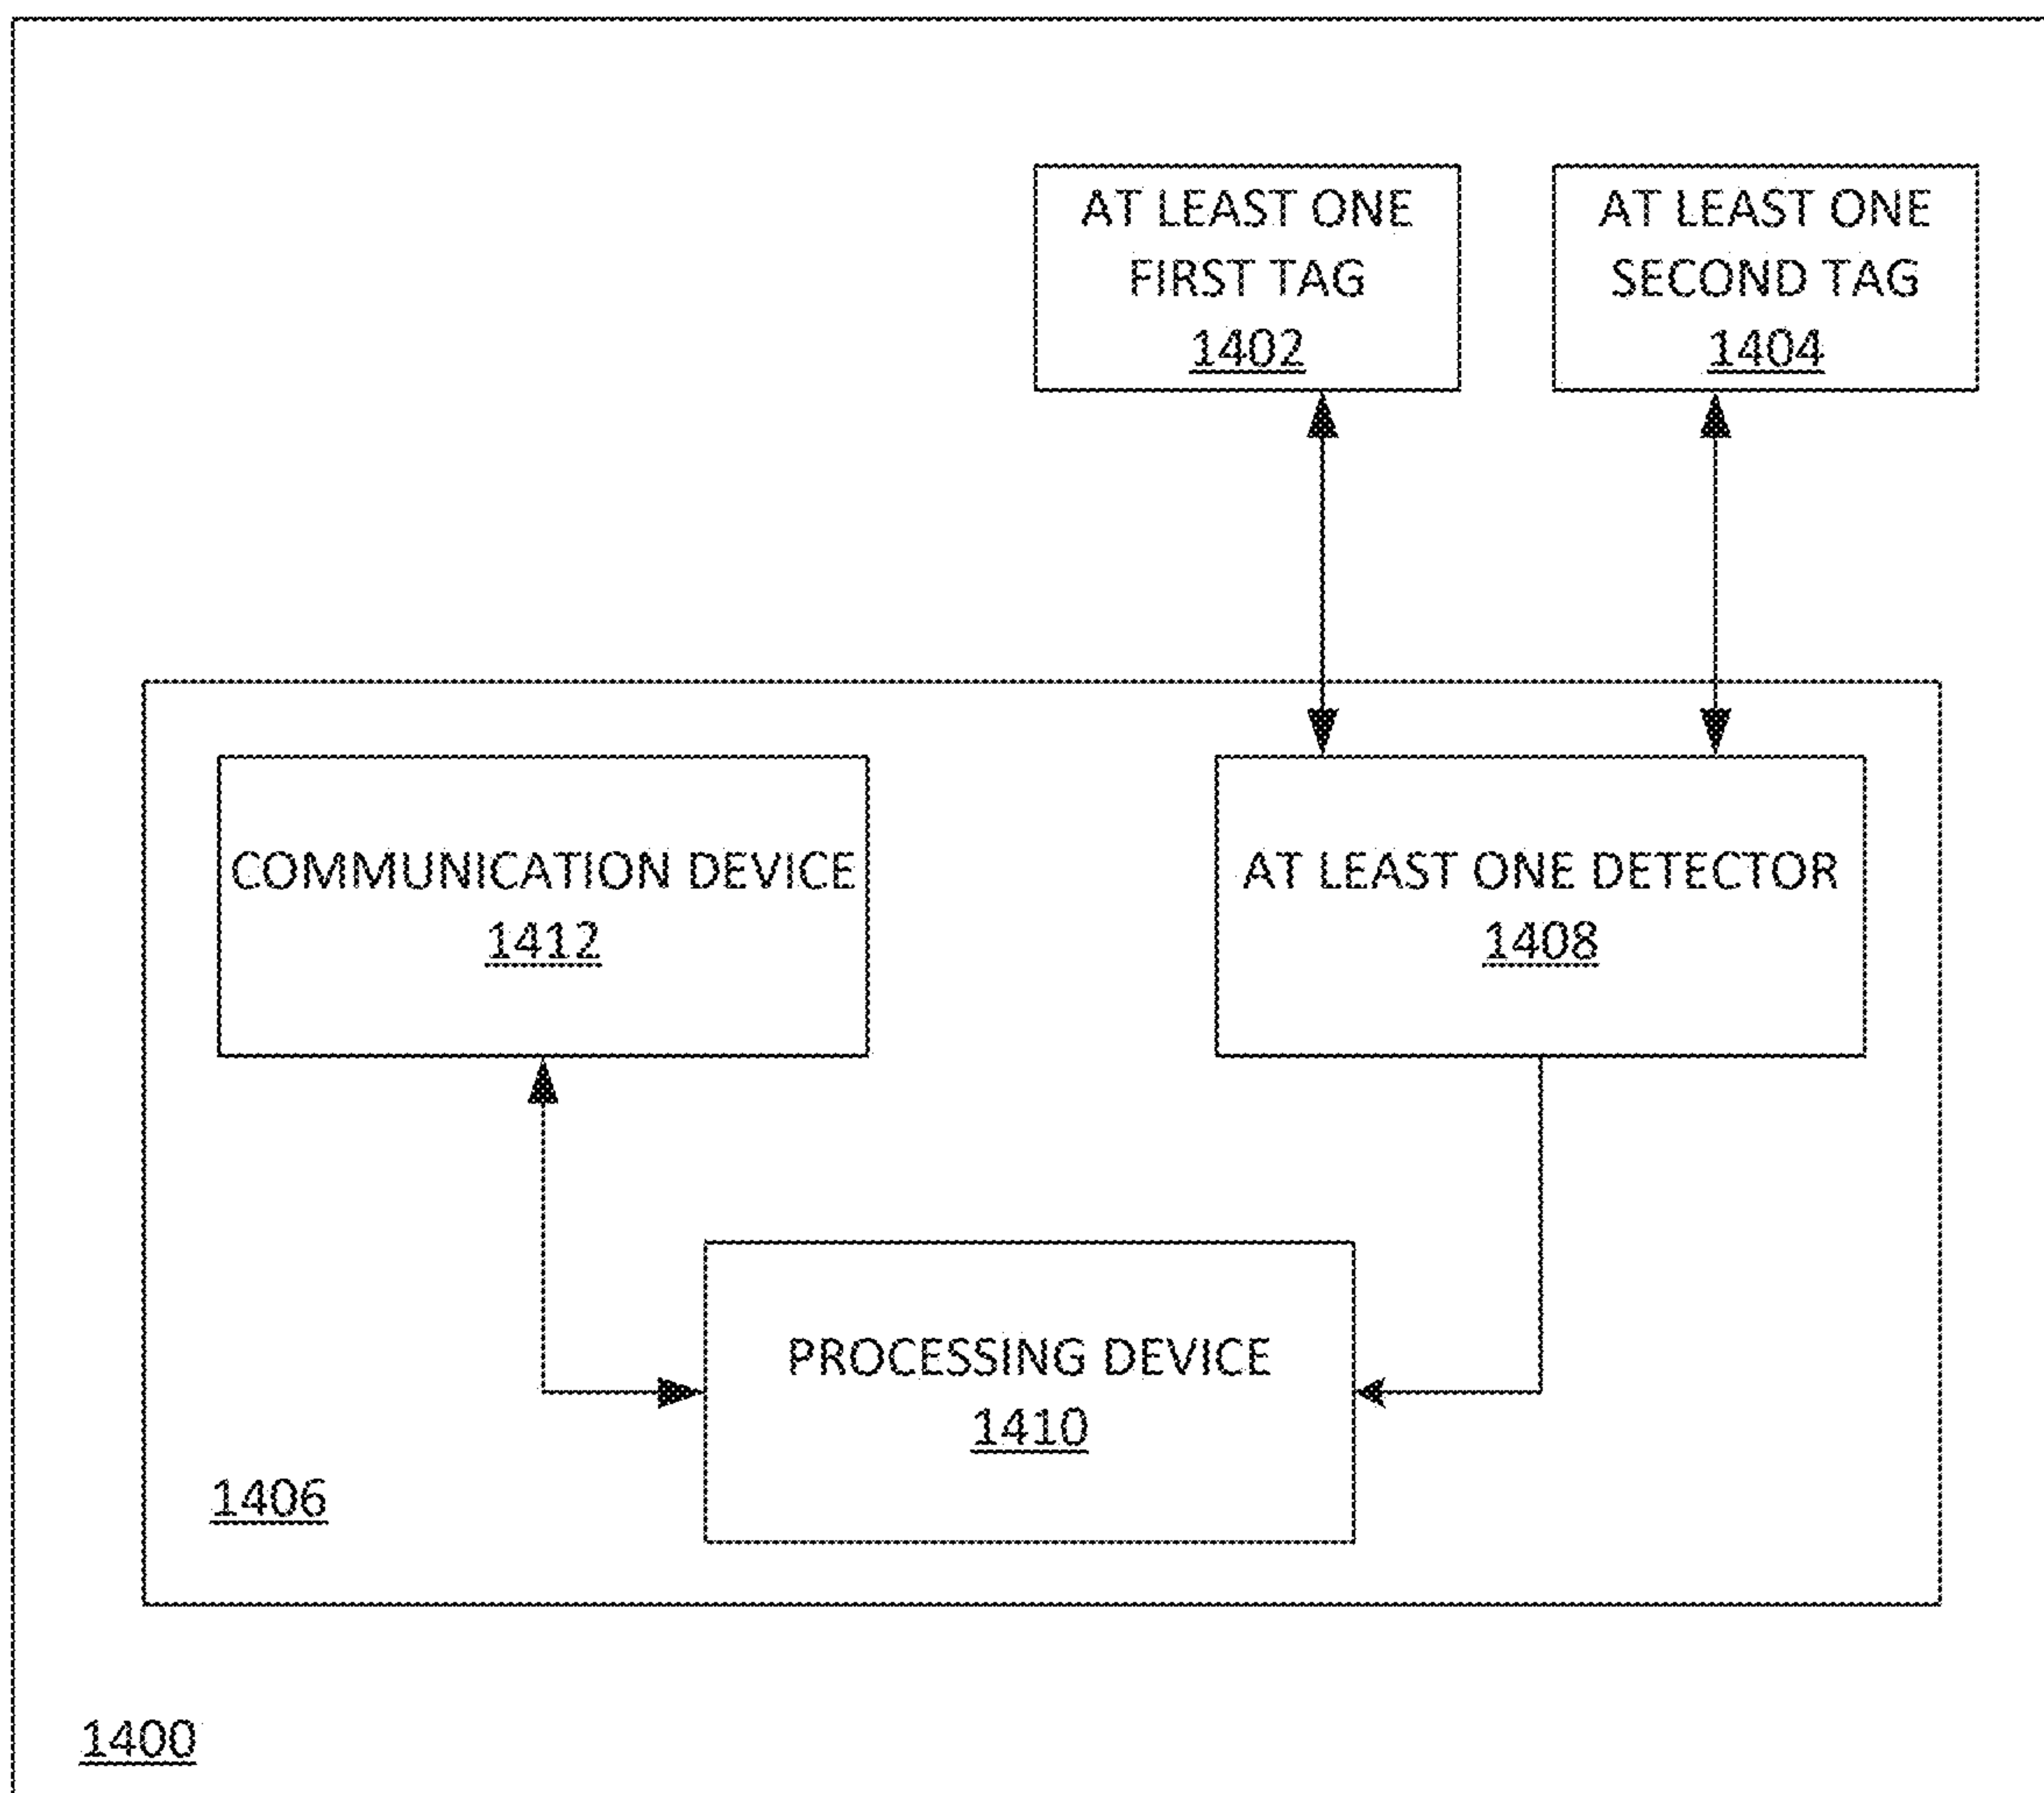 AT LEAST ONE
FIRST TAG
1402
AT LEAST ONE
SECOND TAG
1404
COMMUNICATION DEVICE
1412
AT LEAST ONE DETECTOR
1408
PROCESSING DEVICE
1410
1406
1400